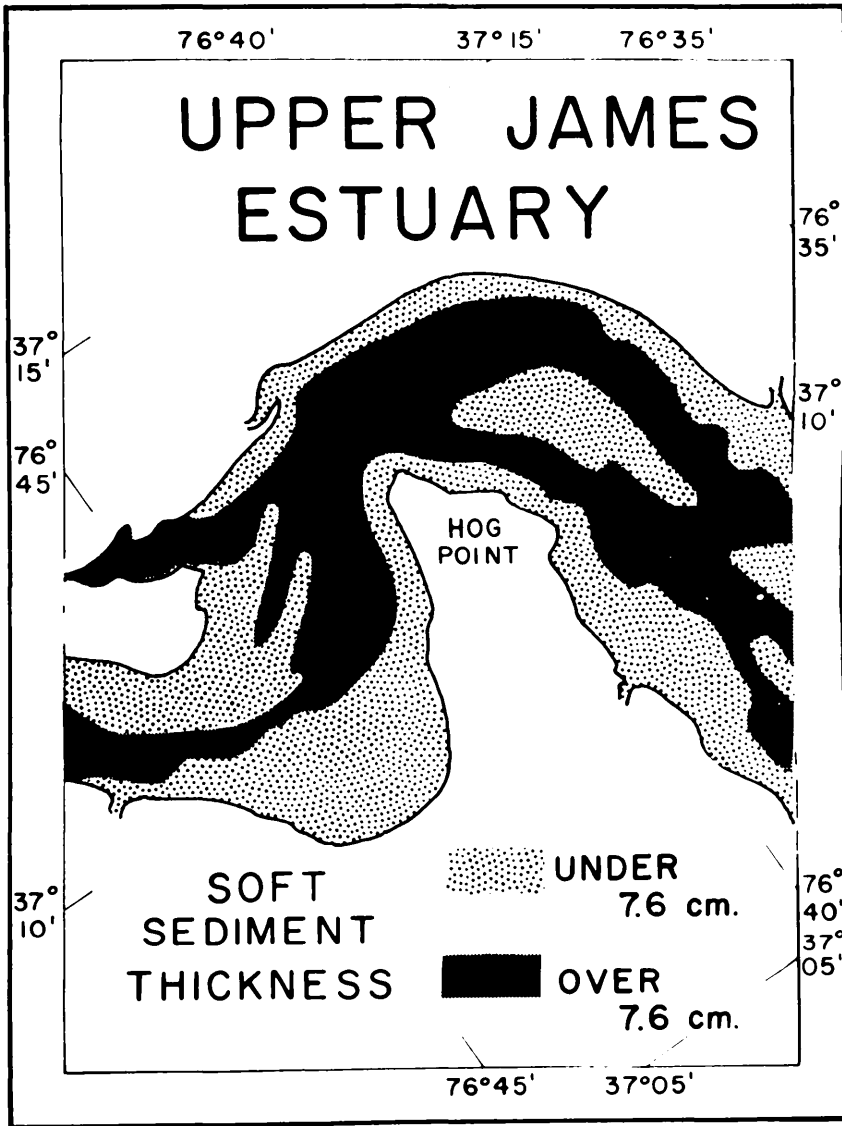 76°40' 37°15' 76°35'
UPPER JAMES
ESTUARY
76°
35'
37°
15'
37°
10'
76°
45'
HOG
POINT
UNDER
7.6 cm.
SOFT
SEDIMENT
THICKNESS
37°
10'
76°
40'
37°
05'
OVER
7.6 cm.
76°45' 37°05'